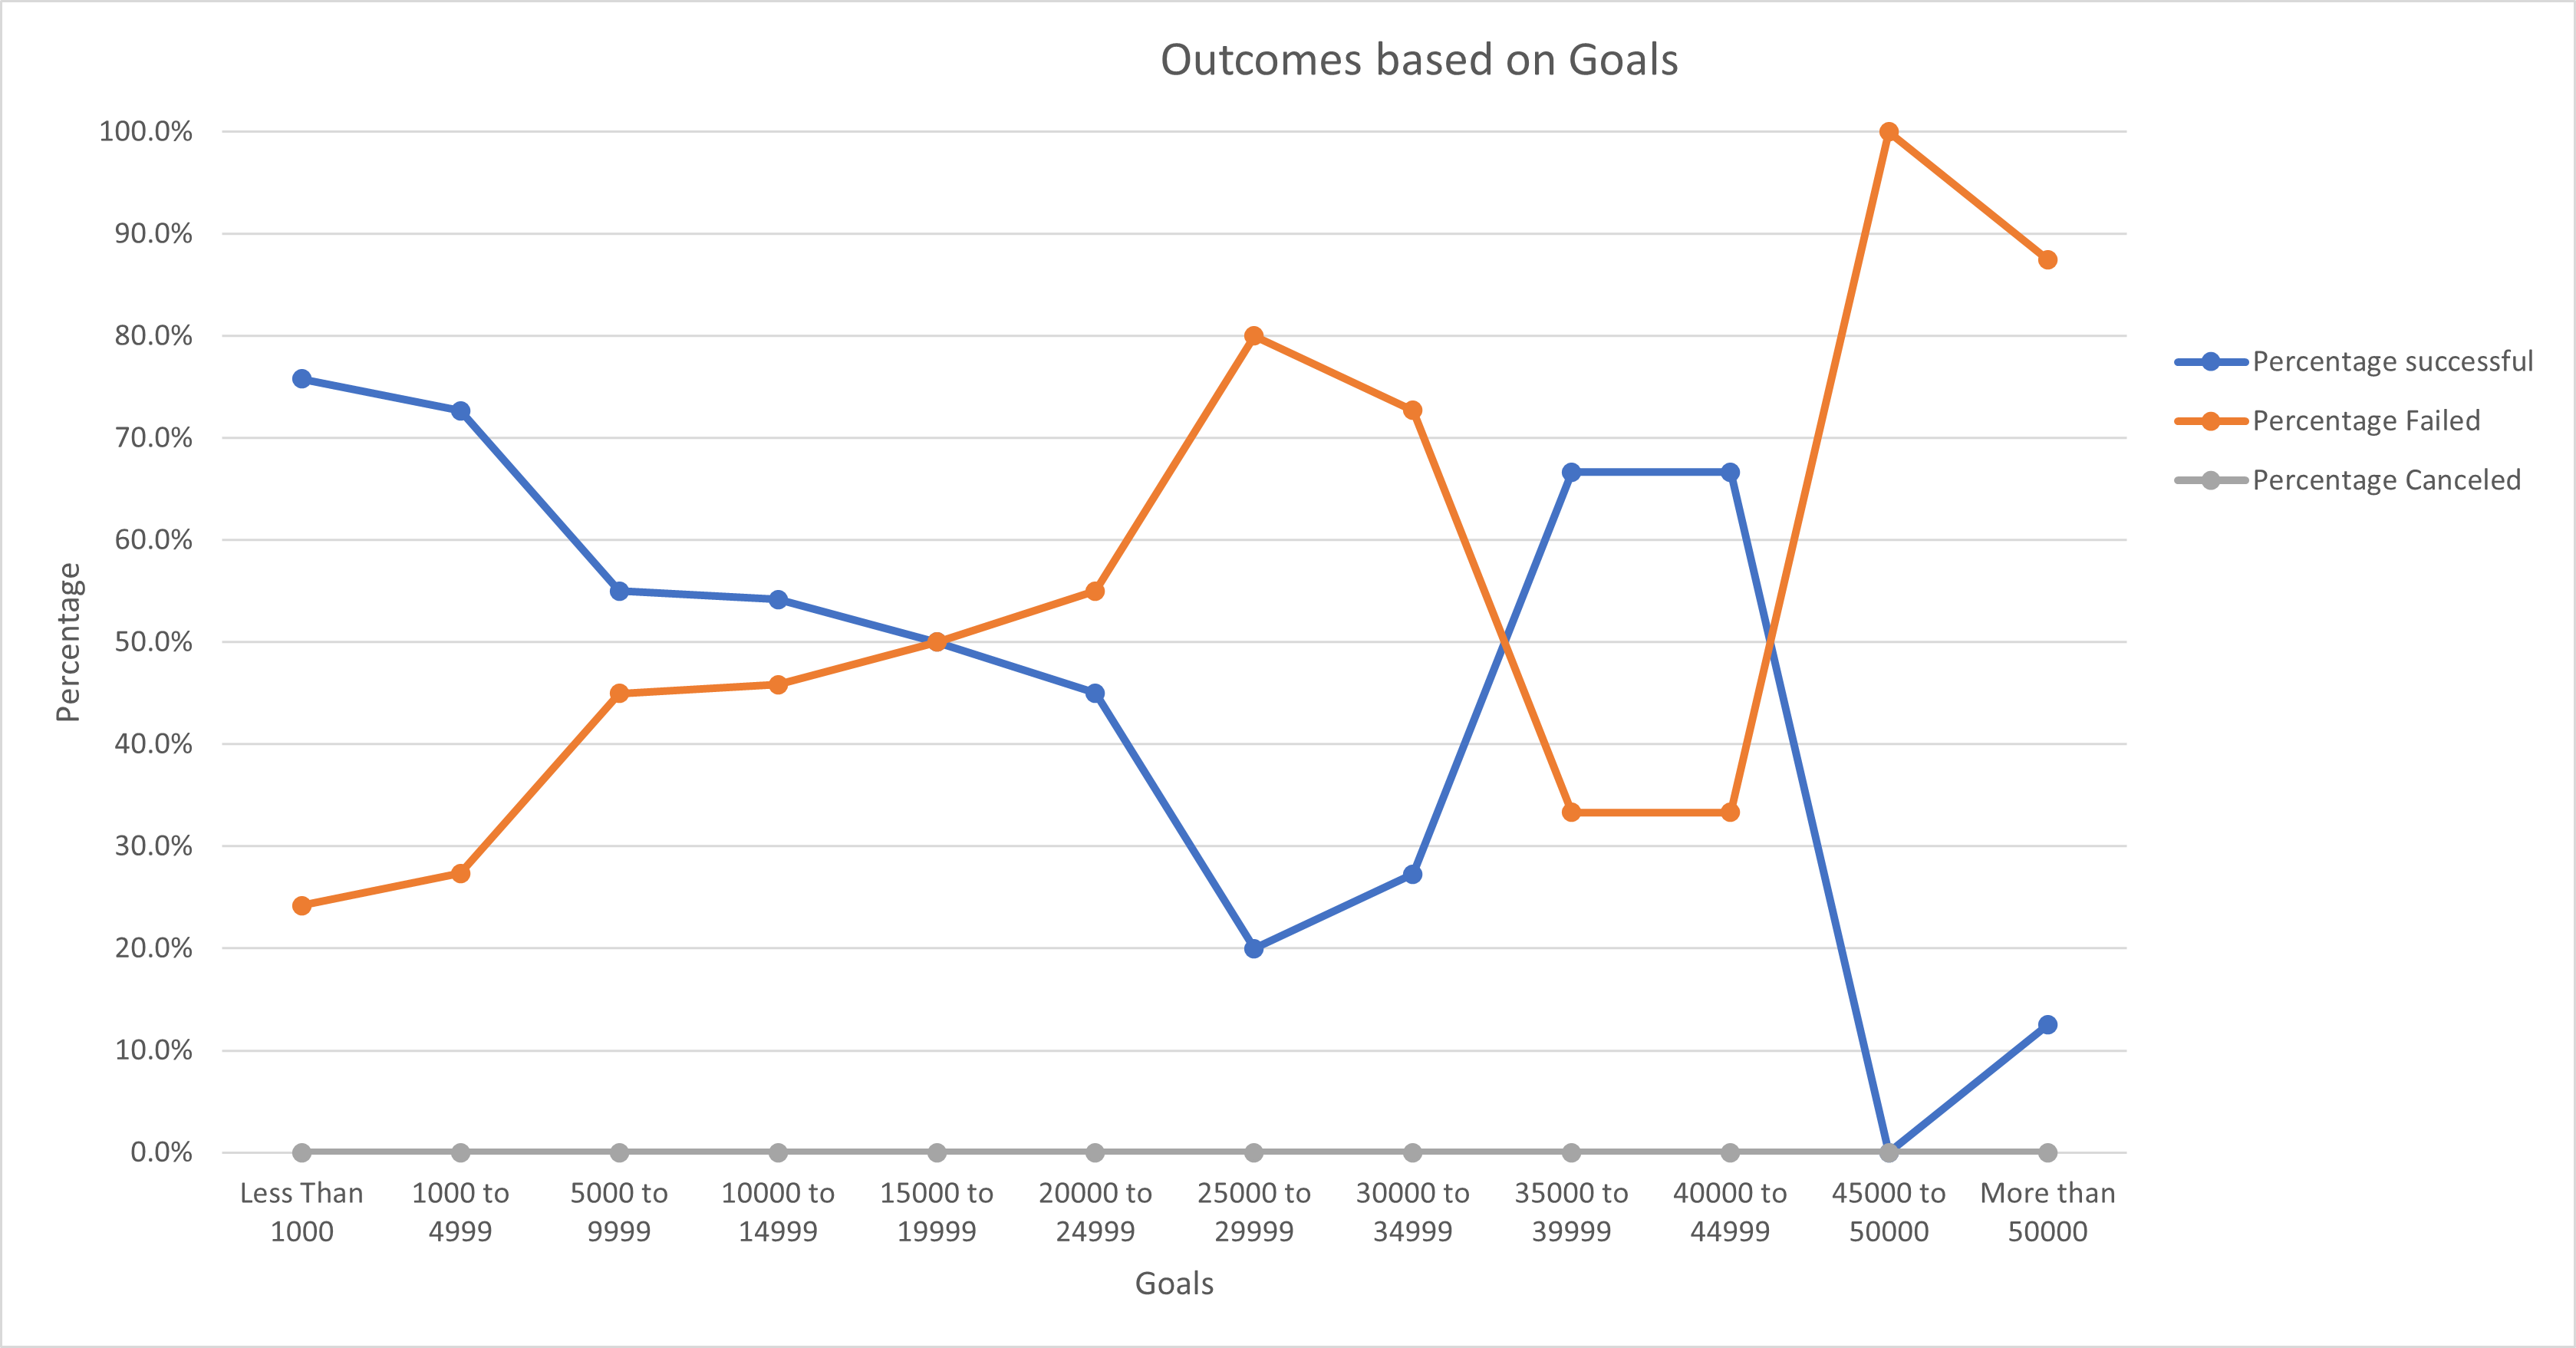 Outcomes based on Goals
100.0%
90.0%
80.0%
70.0%
60.0%
50.0%
40.0%
30.0%
20.0%
10.0%
0.0%
Percentage
Less Than
1000
1000 to
4999
5000 to
9999
10000 to
14999
15000 to
19999
20000 to
24999
25000 to
29999
30000 to
34999
35000 to
39999
40000 to
44999
45000 to
50000
More than
50000
Goals
Percentage successful
Percentage Failed
Percentage Canceled